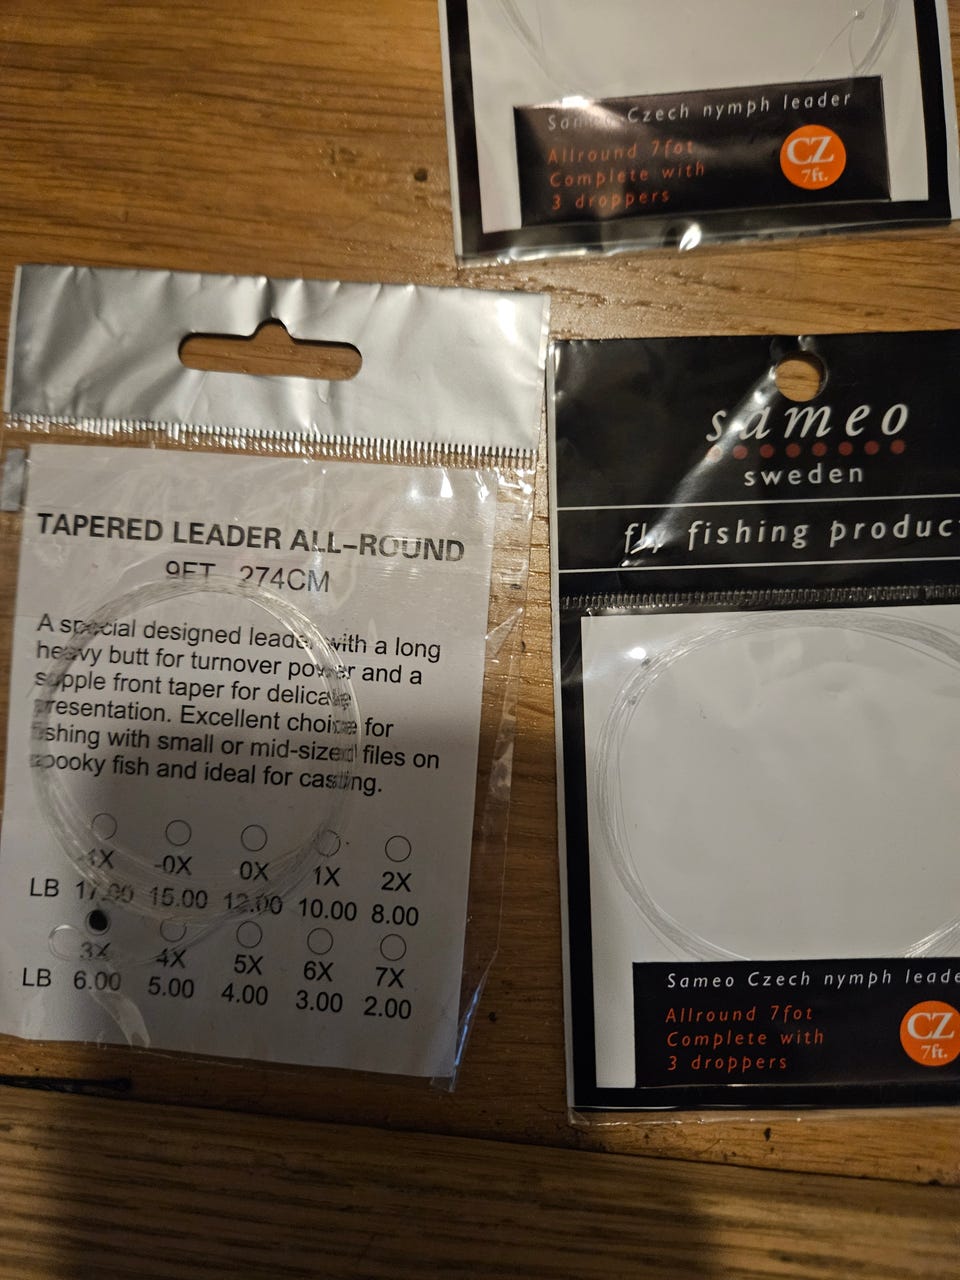 Sameo Czech nymph leader
Allround 7fot
Complete with
3 droppers
CZ
7ft.
TAPERED LEADER ALL-ROUND
9FT 274CM
A special designed leader with a long
heavy butt for turnover power and a
supple front taper for delicate
presentation. Excellent choice for
fishing with small or mid-sized files on
spooky fish and ideal for casting.
-1X -0X 0X 1X 2X
LB 17.00 15.00 12.00 10.00 8.00
3X 4X 5X 6X 7X
LB 6.00 5.00 4.00 3.00 2.00
sameo
sweden
fly fishing produc
Sameo Czech nymph leade
Allround 7fot
Complete with
3 droppers
CZ
7ft.